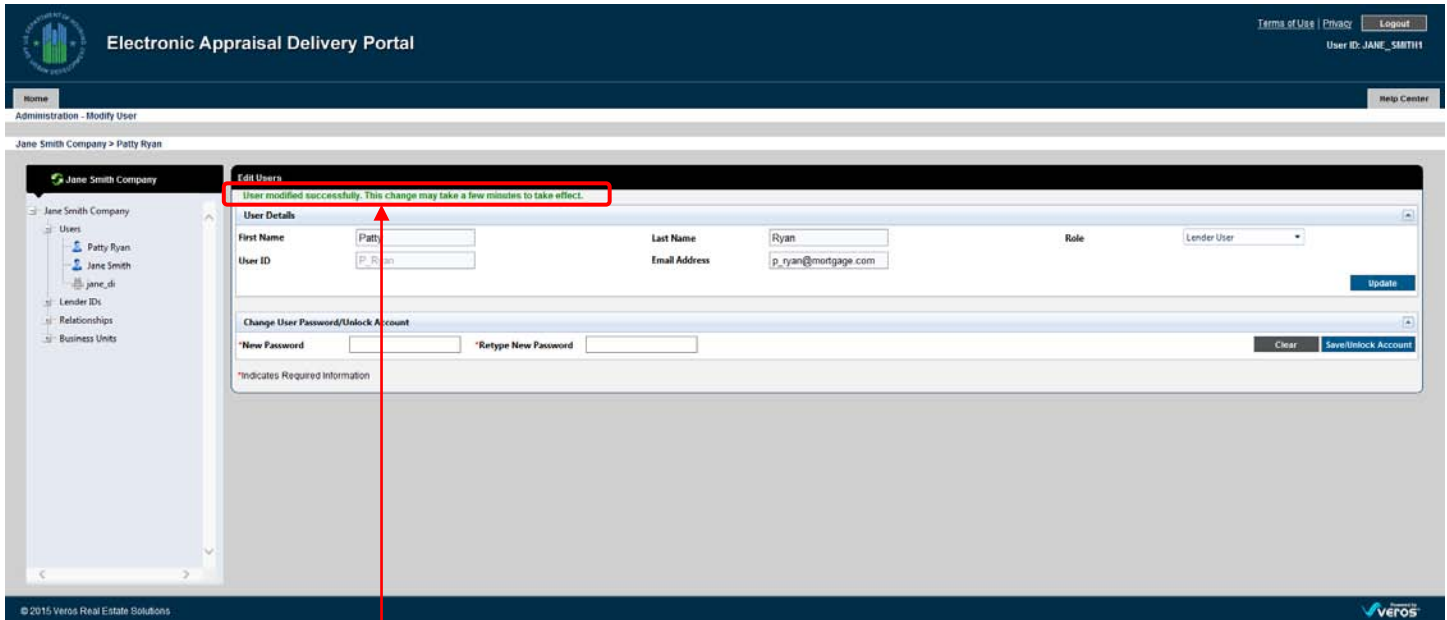 Terms of Use | Privacy Logout
Electronic Appraisal Delivery Portal
User ID: JANE_SMITH1
Home Help Center
Administration - Modify User
Jane Smith Company > Patty Ryan
Jane Smith Company
Jane Smith Company
Users
Patty Ryan
Jane Smith
jane_di
Lender IDs
Relationships
Business Units
Edit Users
User modified successfully. This change may take a few minutes to take effect.
User Details
First Name Patty Last Name Ryan Role Lender User
User ID P_Ryan Email Address p_ryan@mortgage.com
Update
Change User Password/Unlock Account
*New Password *Retype New Password Clear Save/Unlock Account
*Indicates Required Information
© 2015 Veros Real Estate Solutions
Powered by
veros